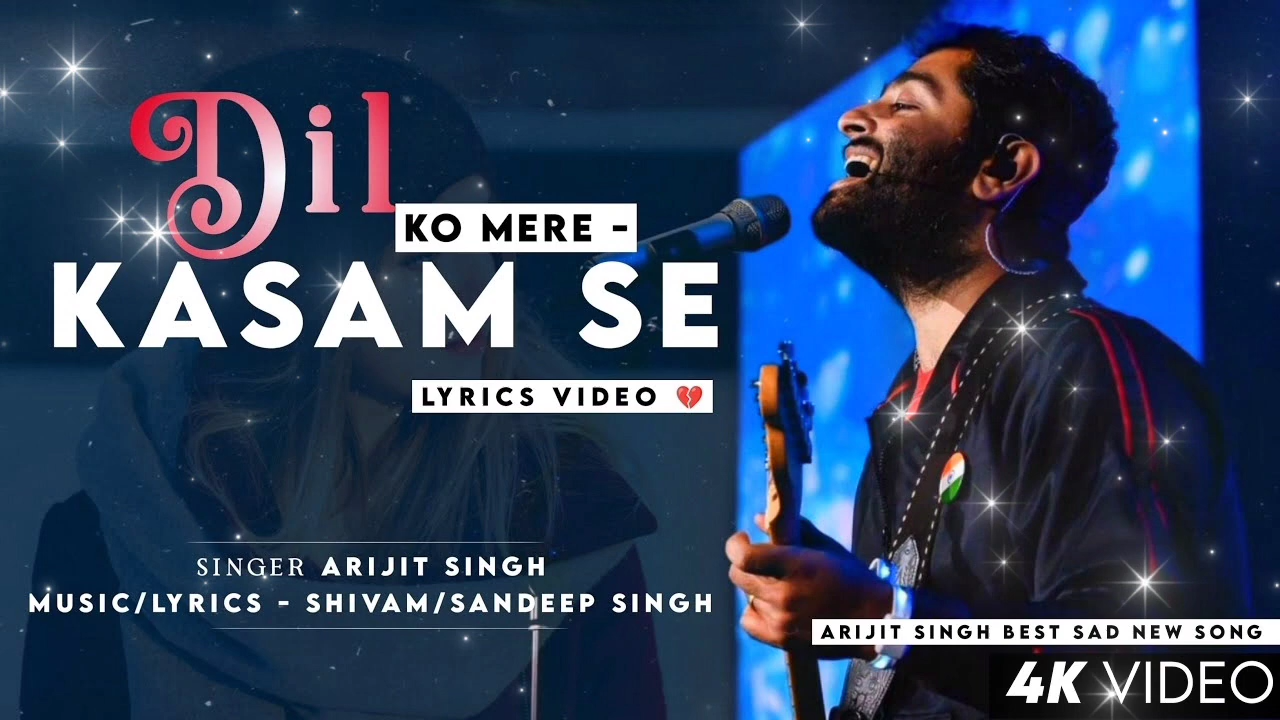 Dil
KO MERE -
KASAM SE
LYRICS VIDEO 💔
SINGER ARIJIT SINGH
MUSIC/LYRICS - SHIVAM/SANDEEP SINGH
ARIJIT SINGH BEST SAD NEW SONG
4K VIDEO